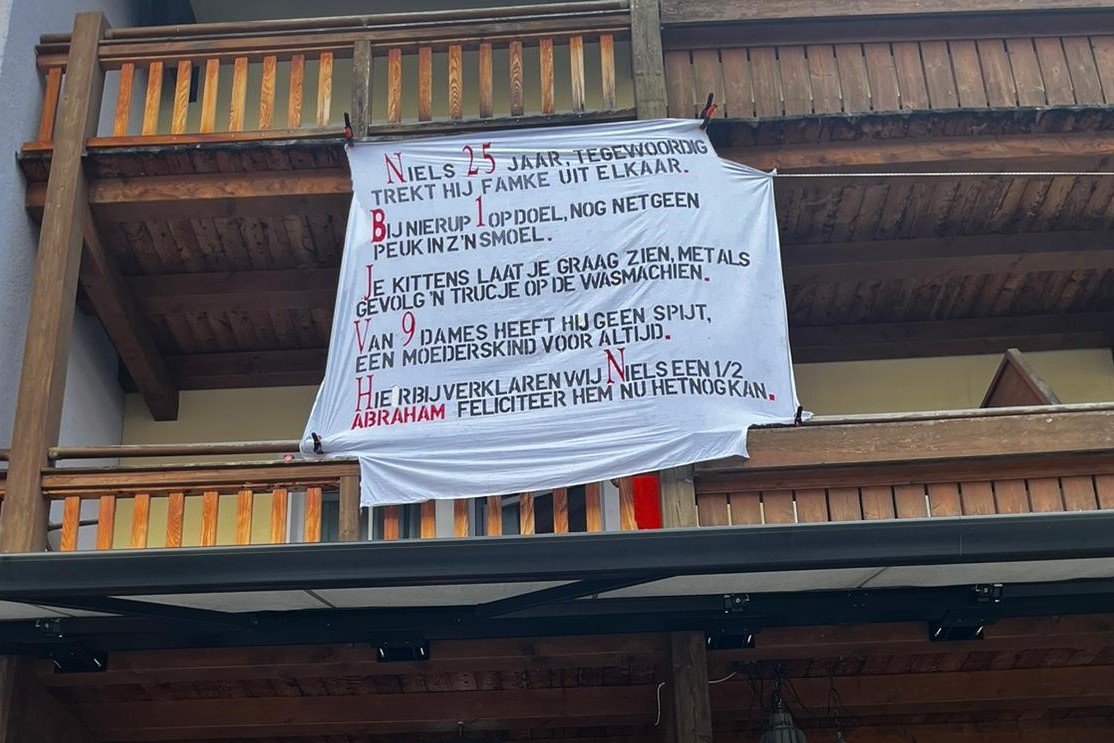 NIELS 25 JAAR, TEGEWOORDIG
TREKT HIJ FAMKE UIT ELKAAR.
BIJ NIERUP 1 OP DOEL, NOG NET GEEN
PEUK IN Z'N SMOEL.
JE KITTENS LAAT JE GRAAG ZIEN, MET ALS
GEVOLG 'N TRUCJE OP DE WASMACHIEN.
VAN 9 DAMES HEEFT HIJ GEEN SPIJT,
EEN MOEDERSKIND VOOR ALTIJD.
HIERBIJ VERKLAREN WIJ NIELS EEN 1/2
ABRAHAM FELICITEER HEM NU HET NOG KAN.